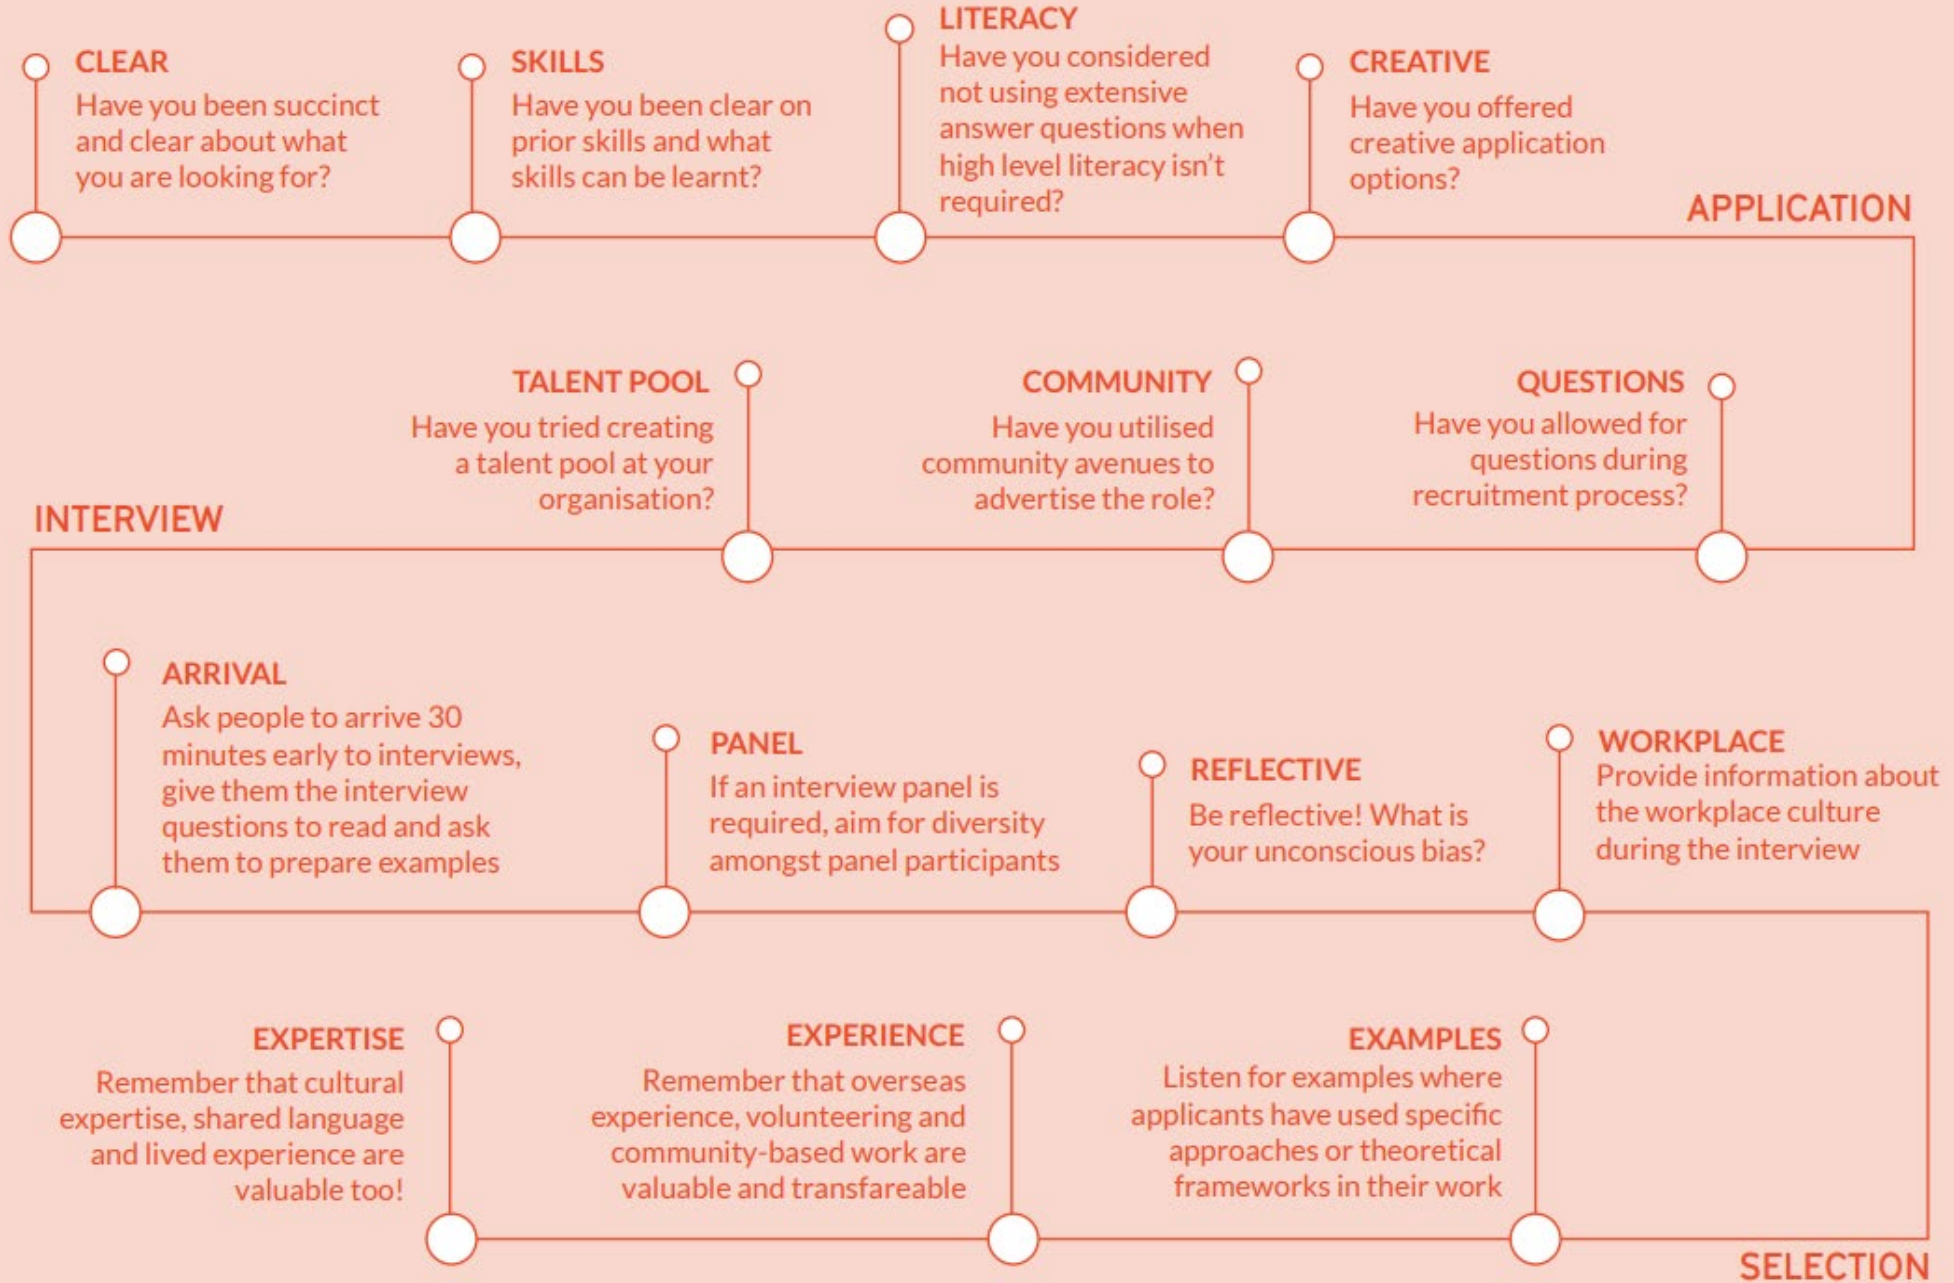 CLEAR
Have you been succinct
and clear about what
you are looking for?
SKILLS
Have you been clear on
prior skills and what
skills can be learnt?
LITERACY
Have you considered
not using extensive
answer questions when
high level literacy isn't
required?
CREATIVE
Have you offered
creative application
options?
APPLICATION
QUESTIONS
Have you allowed for
questions during
recruitment process?
COMMUNITY
Have you utilised
community avenues to
advertise the role?
TALENT POOL
Have you tried creating
a talent pool at your
organisation?
INTERVIEW
ARRIVAL
Ask people to arrive 30
minutes early to interviews,
give them the interview
questions to read and ask
them to prepare examples
PANEL
If an interview panel is
required, aim for diversity
amongst panel participants
REFLECTIVE
Be reflective! What is
your unconscious bias?
WORKPLACE
Provide information about
the workplace culture
during the interview
SELECTION
EXAMPLES
Listen for examples where
applicants have used specific
approaches or theoretical
frameworks in their work
EXPERIENCE
Remember that overseas
experience, volunteering and
community-based work are
valuable and transfareable
EXPERTISE
Remember that cultural
expertise, shared language
and lived experience are
valuable too!